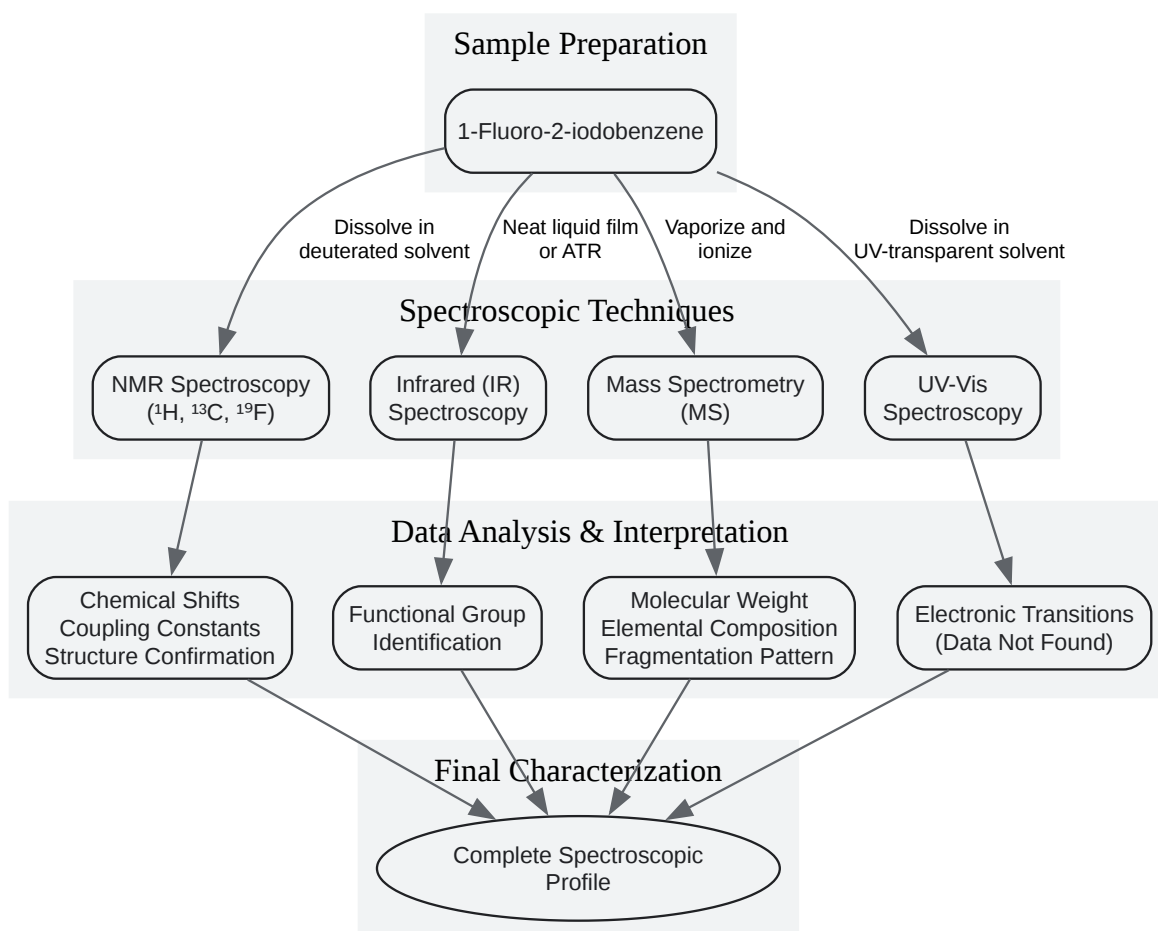 Sample Preparation
1-Fluoro-2-iodobenzene
Dissolve in
deuterated solvent
Neat liquid film
or ATR
Vaporize and
ionize
Dissolve in
UV-transparent solvent
Spectroscopic Techniques
NMR Spectroscopy
(¹H, ¹³C, ¹⁹F)
Infrared (IR)
Spectroscopy
Mass Spectrometry
(MS)
UV-Vis
Spectroscopy
Data Analysis & Interpretation
Chemical Shifts
Coupling Constants
Structure Confirmation
Functional Group
Identification
Molecular Weight
Elemental Composition
Fragmentation Pattern
Electronic Transitions
(Data Not Found)
Final Characterization
Complete Spectroscopic
Profile